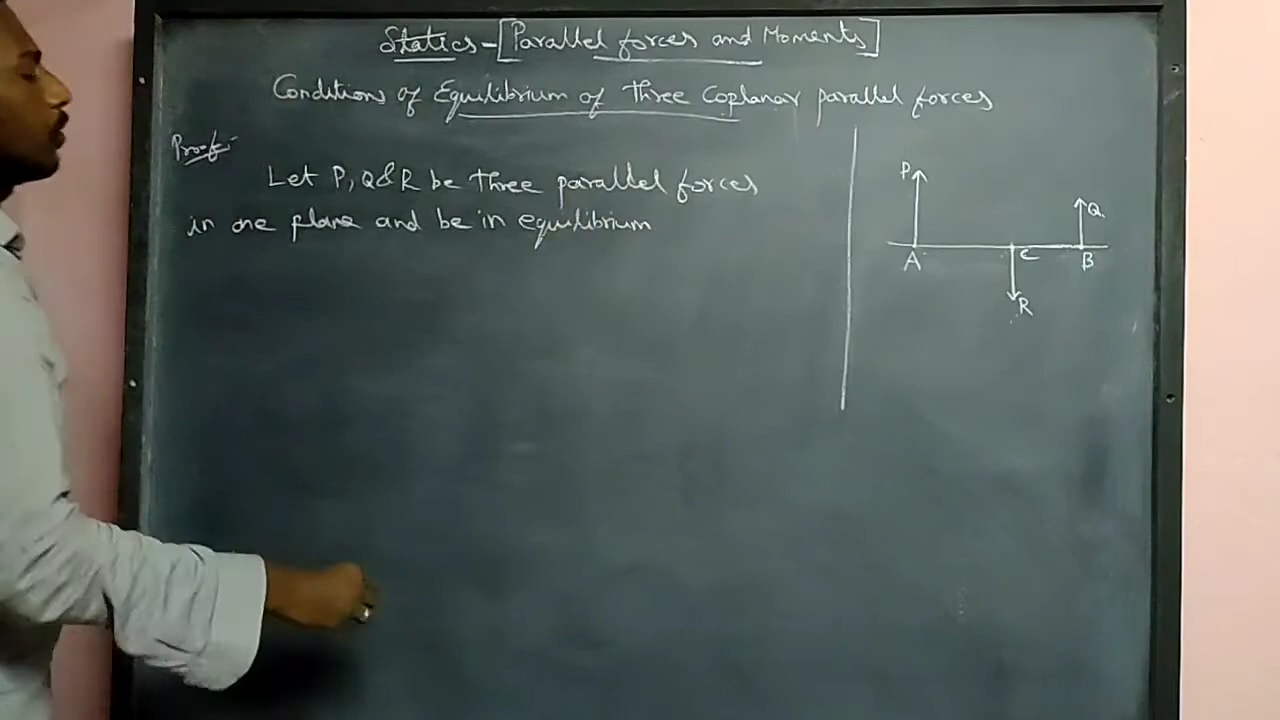 Statics - [Parallel forces and Moments]
Conditions of Equilibrium of Three Coplanar parallel forces
Proof:-
Let P, Q & R be three parallel forces
in one plane and be in equilibrium
P
Q
A
C
B
R